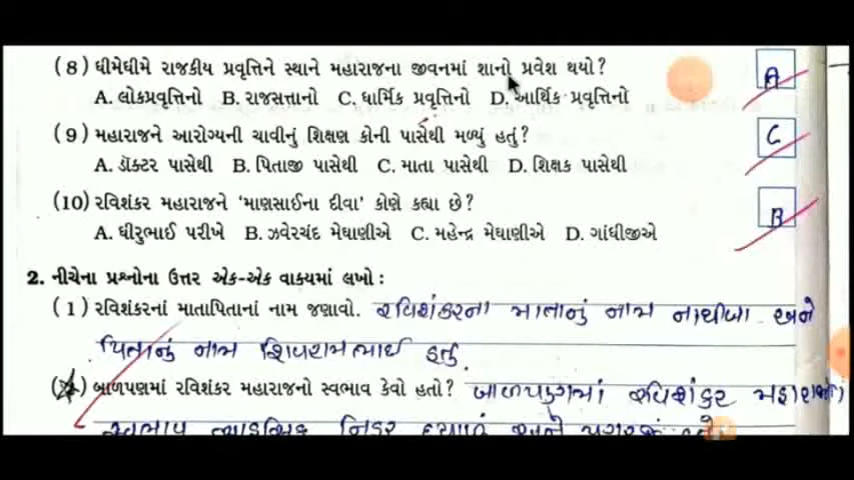 (8) ધીમેધીમે રાજકીય પ્રવૃત્તિને સ્થાને મહારાજના જીવનમાં શાનો પ્રવેશ થયો? A
A. લોકપ્રવૃત્તિનો B. રાજસત્તાનો C. ધાર્મિક પ્રવૃત્તિનો D. આર્થિક પ્રવૃત્તિનો
(9) મહારાજને આરોગ્યની ચાવીનું શિક્ષણ કોની પાસેથી મળ્યું હતું? C
A. ડૉક્ટર પાસેથી B. પિતાજી પાસેથી C. માતા પાસેથી D. શિક્ષક પાસેથી
(10) રવિશંકર મહારાજને ‘માણસાઈના દીવા’ કોણે કહ્યા છે? B
A. ધીરુભાઈ પરીખે B. ઝવેરચંદ મેઘાણીએ C. મહેન્દ્ર મેઘાણીએ D. ગાંધીજીએ
2. નીચેના પ્રશ્નોના ઉત્તર એક-એક વાક્યમાં લખો :
(1) રવિશંકરનાં માતાપિતાનાં નામ જણાવો. રવિશંકરના માતાનું નામ નાથીબા અને
પિતાનું નામ શિવરામભાઈ હતું.
બાળપણમાં રવિશંકર મહારાજનો સ્વભાવ કેવો હતો? બાળપણમાં રવિશંકર
સ્વભાવ નિડર અને